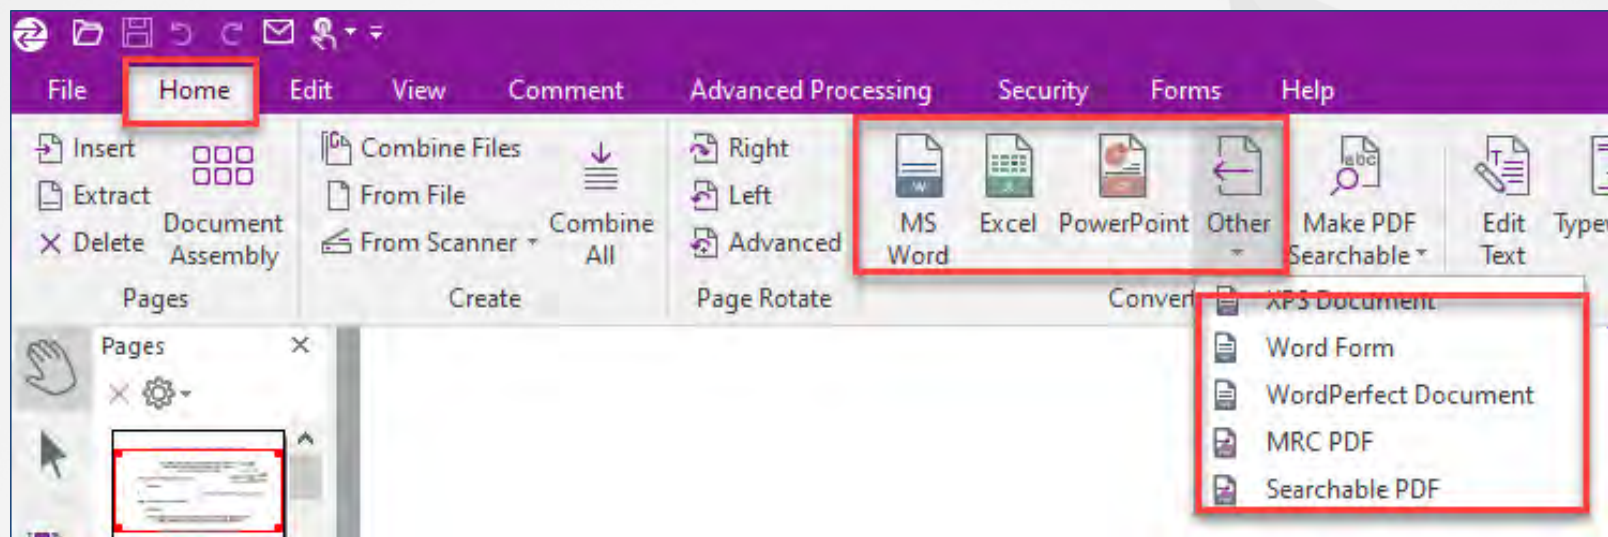 File Home Edit View Comment Advanced Processing Security Forms Help
Insert
Extract
Delete
Document
Assembly
Pages
Combine Files
From File
From Scanner
Combine
All
Create
Right
Left
Advanced
Page Rotate
MS
Word
Excel
PowerPoint
Other
Make PDF
Searchable
Convert
Edit
Text
XPS Document
Word Form
WordPerfect Document
MRC PDF
Searchable PDF
Pages